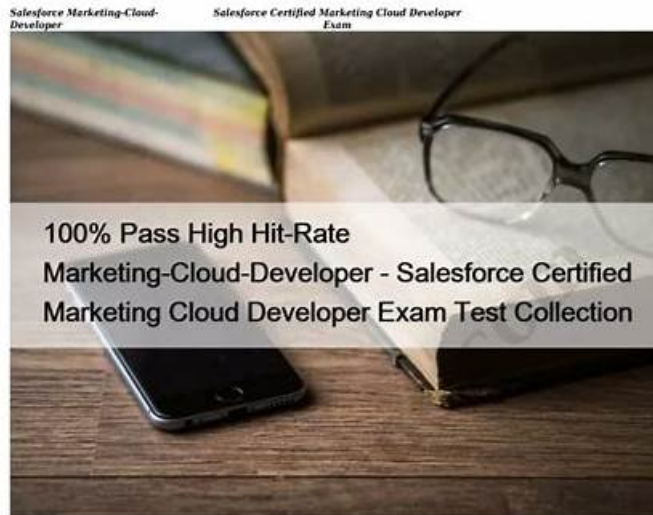 Salesforce Marketing-Cloud-
Developer
Salesforce Certified Marketing Cloud Developer
Exam
100% Pass High Hit-Rate
Marketing-Cloud-Developer - Salesforce Certified
Marketing Cloud Developer Exam Test Collection